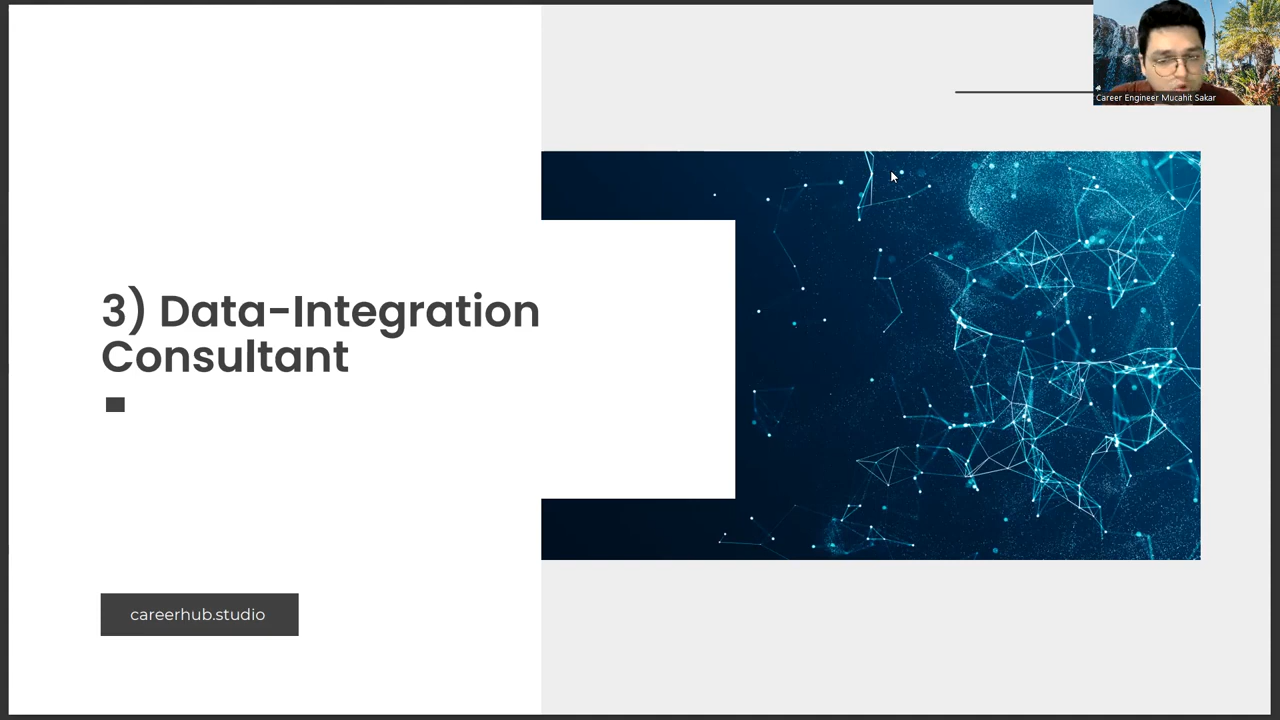 Career Engineer Mucahit Sakar
3) Data-Integration
Consultant
careerhub.studio